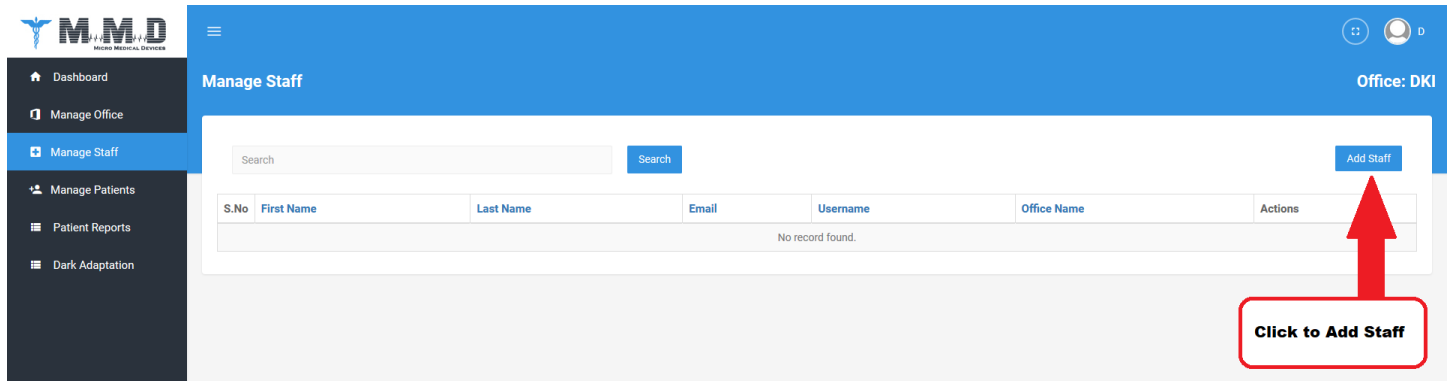 M.M.D
MICRO MEDICAL DEVICES
D
Dashboard
Manage Staff
Office: DKI
Manage Office
Manage Staff
Search
Search
Add Staff
Manage Patients
S.No First Name Last Name Email Username Office Name Actions
Patient Reports
No record found.
Dark Adaptation
Click to Add Staff